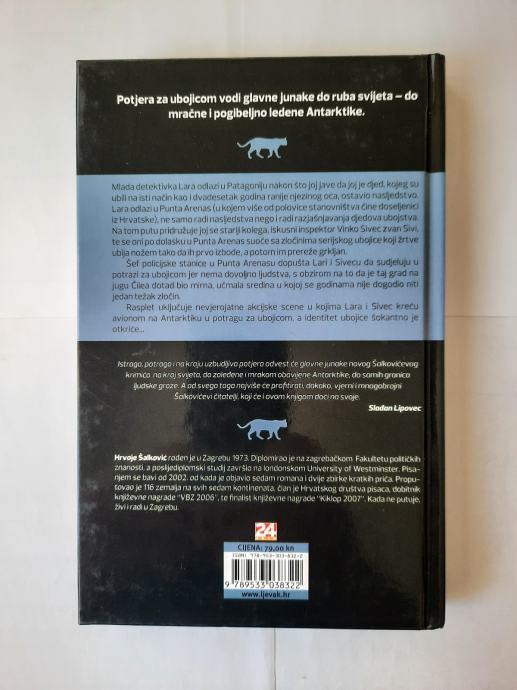 Potjera za ubojicom vodi glavne junake do ruba svijeta – do
mračne i pogibeljno ledene Antarktike.
Mlada detektivka Lara odlazi u Patagoniju nakon što joj jave da joj je djed, kojeg su
ubili na isti način kao i dvadesetak godina ranije njezinog oca, ostavio nasljedstvo.
Lara odlazi u Punta Arenas (u kojem više od polovice stanovništva čine doseljenici
iz Hrvatske), ne samo radi nasljedstva nego i radi razjašnjavanja djedova ubojstva.
Na tom putu pridružuje joj se stariji kolega, iskusni inspektor Vinko Sivec zvan Sivi,
te se oni po dolasku u Punta Arenas suoče sa zločinima serijskog ubojice koji žrtve
ubija nožem tako da ih prvo izbode, a potom im prereže grkljan.
Šef policijske stanice u Punta Arenasu dopušta Lari i Sivecu da sudjeluju u
potrazi za ubojicom jer nema dovoljno ljudstva, s obzirom na to da je taj grad na
jugu Čilea dotad bio mirna, učmala sredina u kojoj se godinama nije dogodio niti
jedan težak zločin.
Rasplet uključuje nevjerojatne akcijske scene u kojima Lara i Sivec kreću
avionom na Antarktiku u potragu za ubojicom, a identitet ubojice šokantno je
otkriće...
Istraga, potraga i na kraju uzbudljiva potjera odvest će glavne junake novog Šalkovićevog
krimića na kraj svijeta, do zaleđene i mrakom obavijene Antarktike, do samih granica
ljudske groze. A od svega toga najviše će profitirati, dakako, vjerni i mnogobrojni
Šalkovićevi čitatelji, koji će i ovom knjigom doći na svoje.
Slađan Lipovec
Hrvoje Šalković rođen je u Zagrebu 1973. Diplomirao je na zagrebačkom Fakultetu političkih
znanosti, a poslijediplomski studij završio na londonskom University of Westminster. Pisa-
njem se bavi od 2002. od kada je objavio sedam romana i dvije zbirke kratkih priča. Propu-
tovao je 116 zemalja na svih sedam kontinenata, član je Hrvatskog društva pisaca, dobitnik
književne nagrade "VBZ 2006", te finalist književne nagrade "Kiklop 2007". Kada ne putuje,
živi i radi u Zagrebu.
24
CIJENA: 79,00 kn
ISBN: 978-953-303-832-2
9 789533 038322
www.ljevak.hr